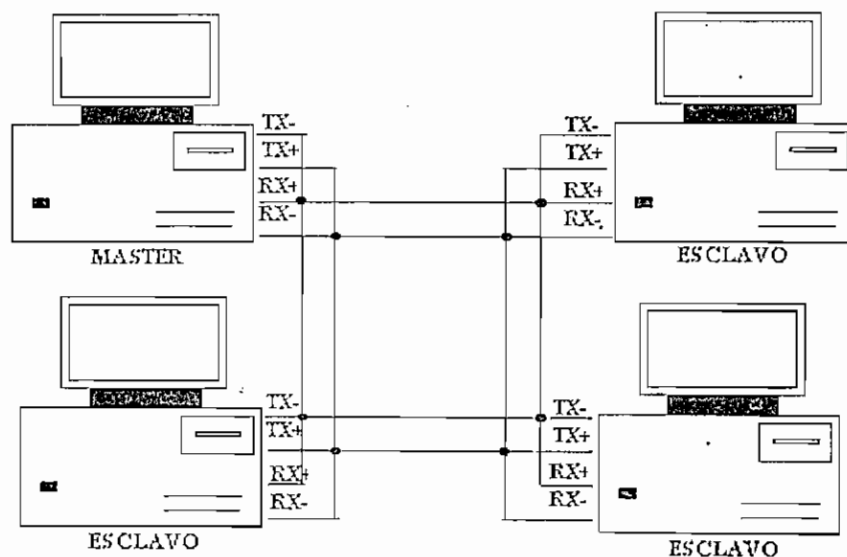 TX-
TX+
RX+
RX-
MASTER
TX-
TX+
RX+
RX-
ESCLAVO
TX-
TX+
RX+
RX-
ESCLAVO
TX-
TX+
RX+
RX-
ESCLAVO